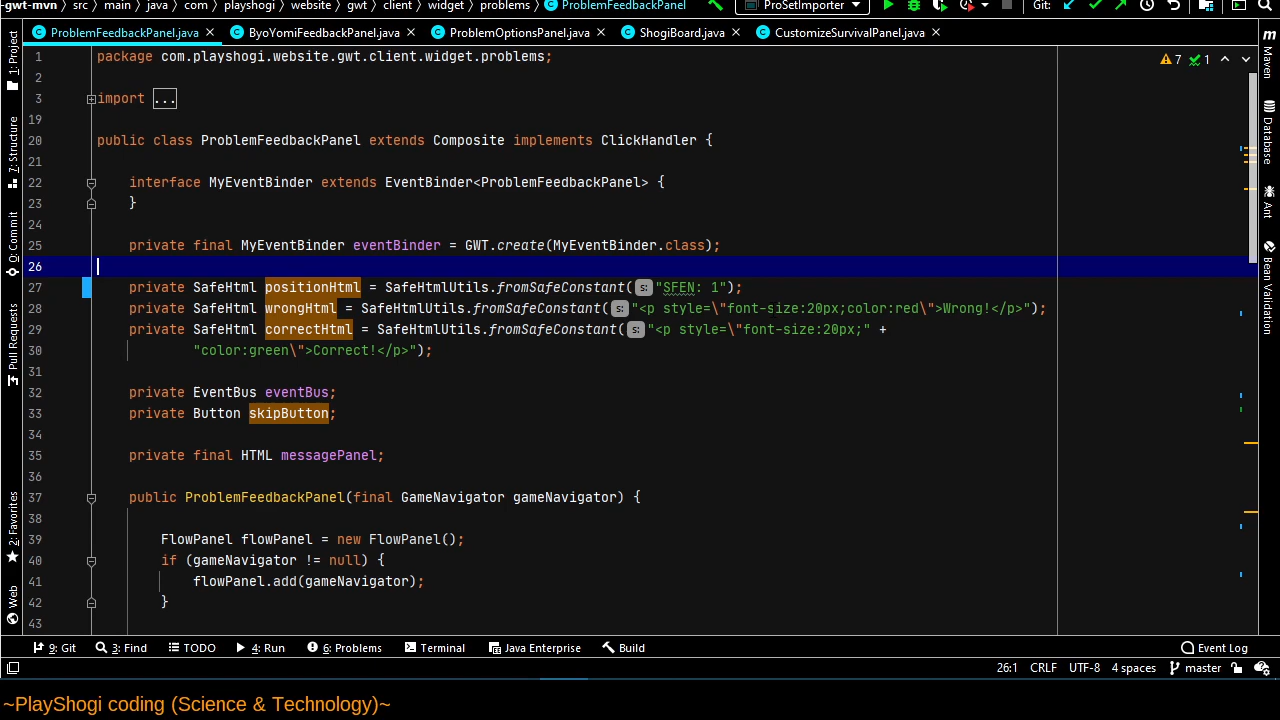 -gwt-mvn 〉 src 〉 main 〉 java 〉 com 〉 playshogi 〉 website 〉 gwt 〉 client 〉 widget 〉 problems 〉 ProblemFeedbackPanel ProSetImporter Git:
ProblemFeedbackPanel.java × ByoYomiFeedbackPanel.java × ProblemOptionsPanel.java × ShogiBoard.java × CustomizeSurvivalPanel.java ×
1 package com.playshogi.website.gwt.client.widget.problems; 7 1
2
3 import ...
19
20 public class ProblemFeedbackPanel extends Composite implements ClickHandler {
21
22 interface MyEventBinder extends EventBinder<ProblemFeedbackPanel> {
23 }
24
25 private final MyEventBinder eventBinder = GWT.create(MyEventBinder.class);
26
27 private SafeHtml positionHtml = SafeHtmlUtils.fromSafeConstant( s: "SFEN: 1");
28 private SafeHtml wrongHtml = SafeHtmlUtils.fromSafeConstant( s: "<p style=\"font-size:20px;color:red\">Wrong!</p>");
29 private SafeHtml correctHtml = SafeHtmlUtils.fromSafeConstant( s: "<p style=\"font-size:20px;" +
30 "color:green\">Correct!</p>");
31
32 private EventBus eventBus;
33 private Button skipButton;
34
35 private final HTML messagePanel;
36
37 public ProblemFeedbackPanel(final GameNavigator gameNavigator) {
38
39 FlowPanel flowPanel = new FlowPanel();
40 if (gameNavigator != null) {
41 flowPanel.add(gameNavigator);
42 }
43
1: Project
7: Structure
0: Commit
Pull Requests
2: Favorites
Web
Maven
Database
Ant
Bean Validation
9: Git 3: Find TODO 4: Run 6: Problems Terminal Java Enterprise Build Event Log
26:1 CRLF UTF-8 4 spaces master
~PlayShogi coding (Science & Technology)~